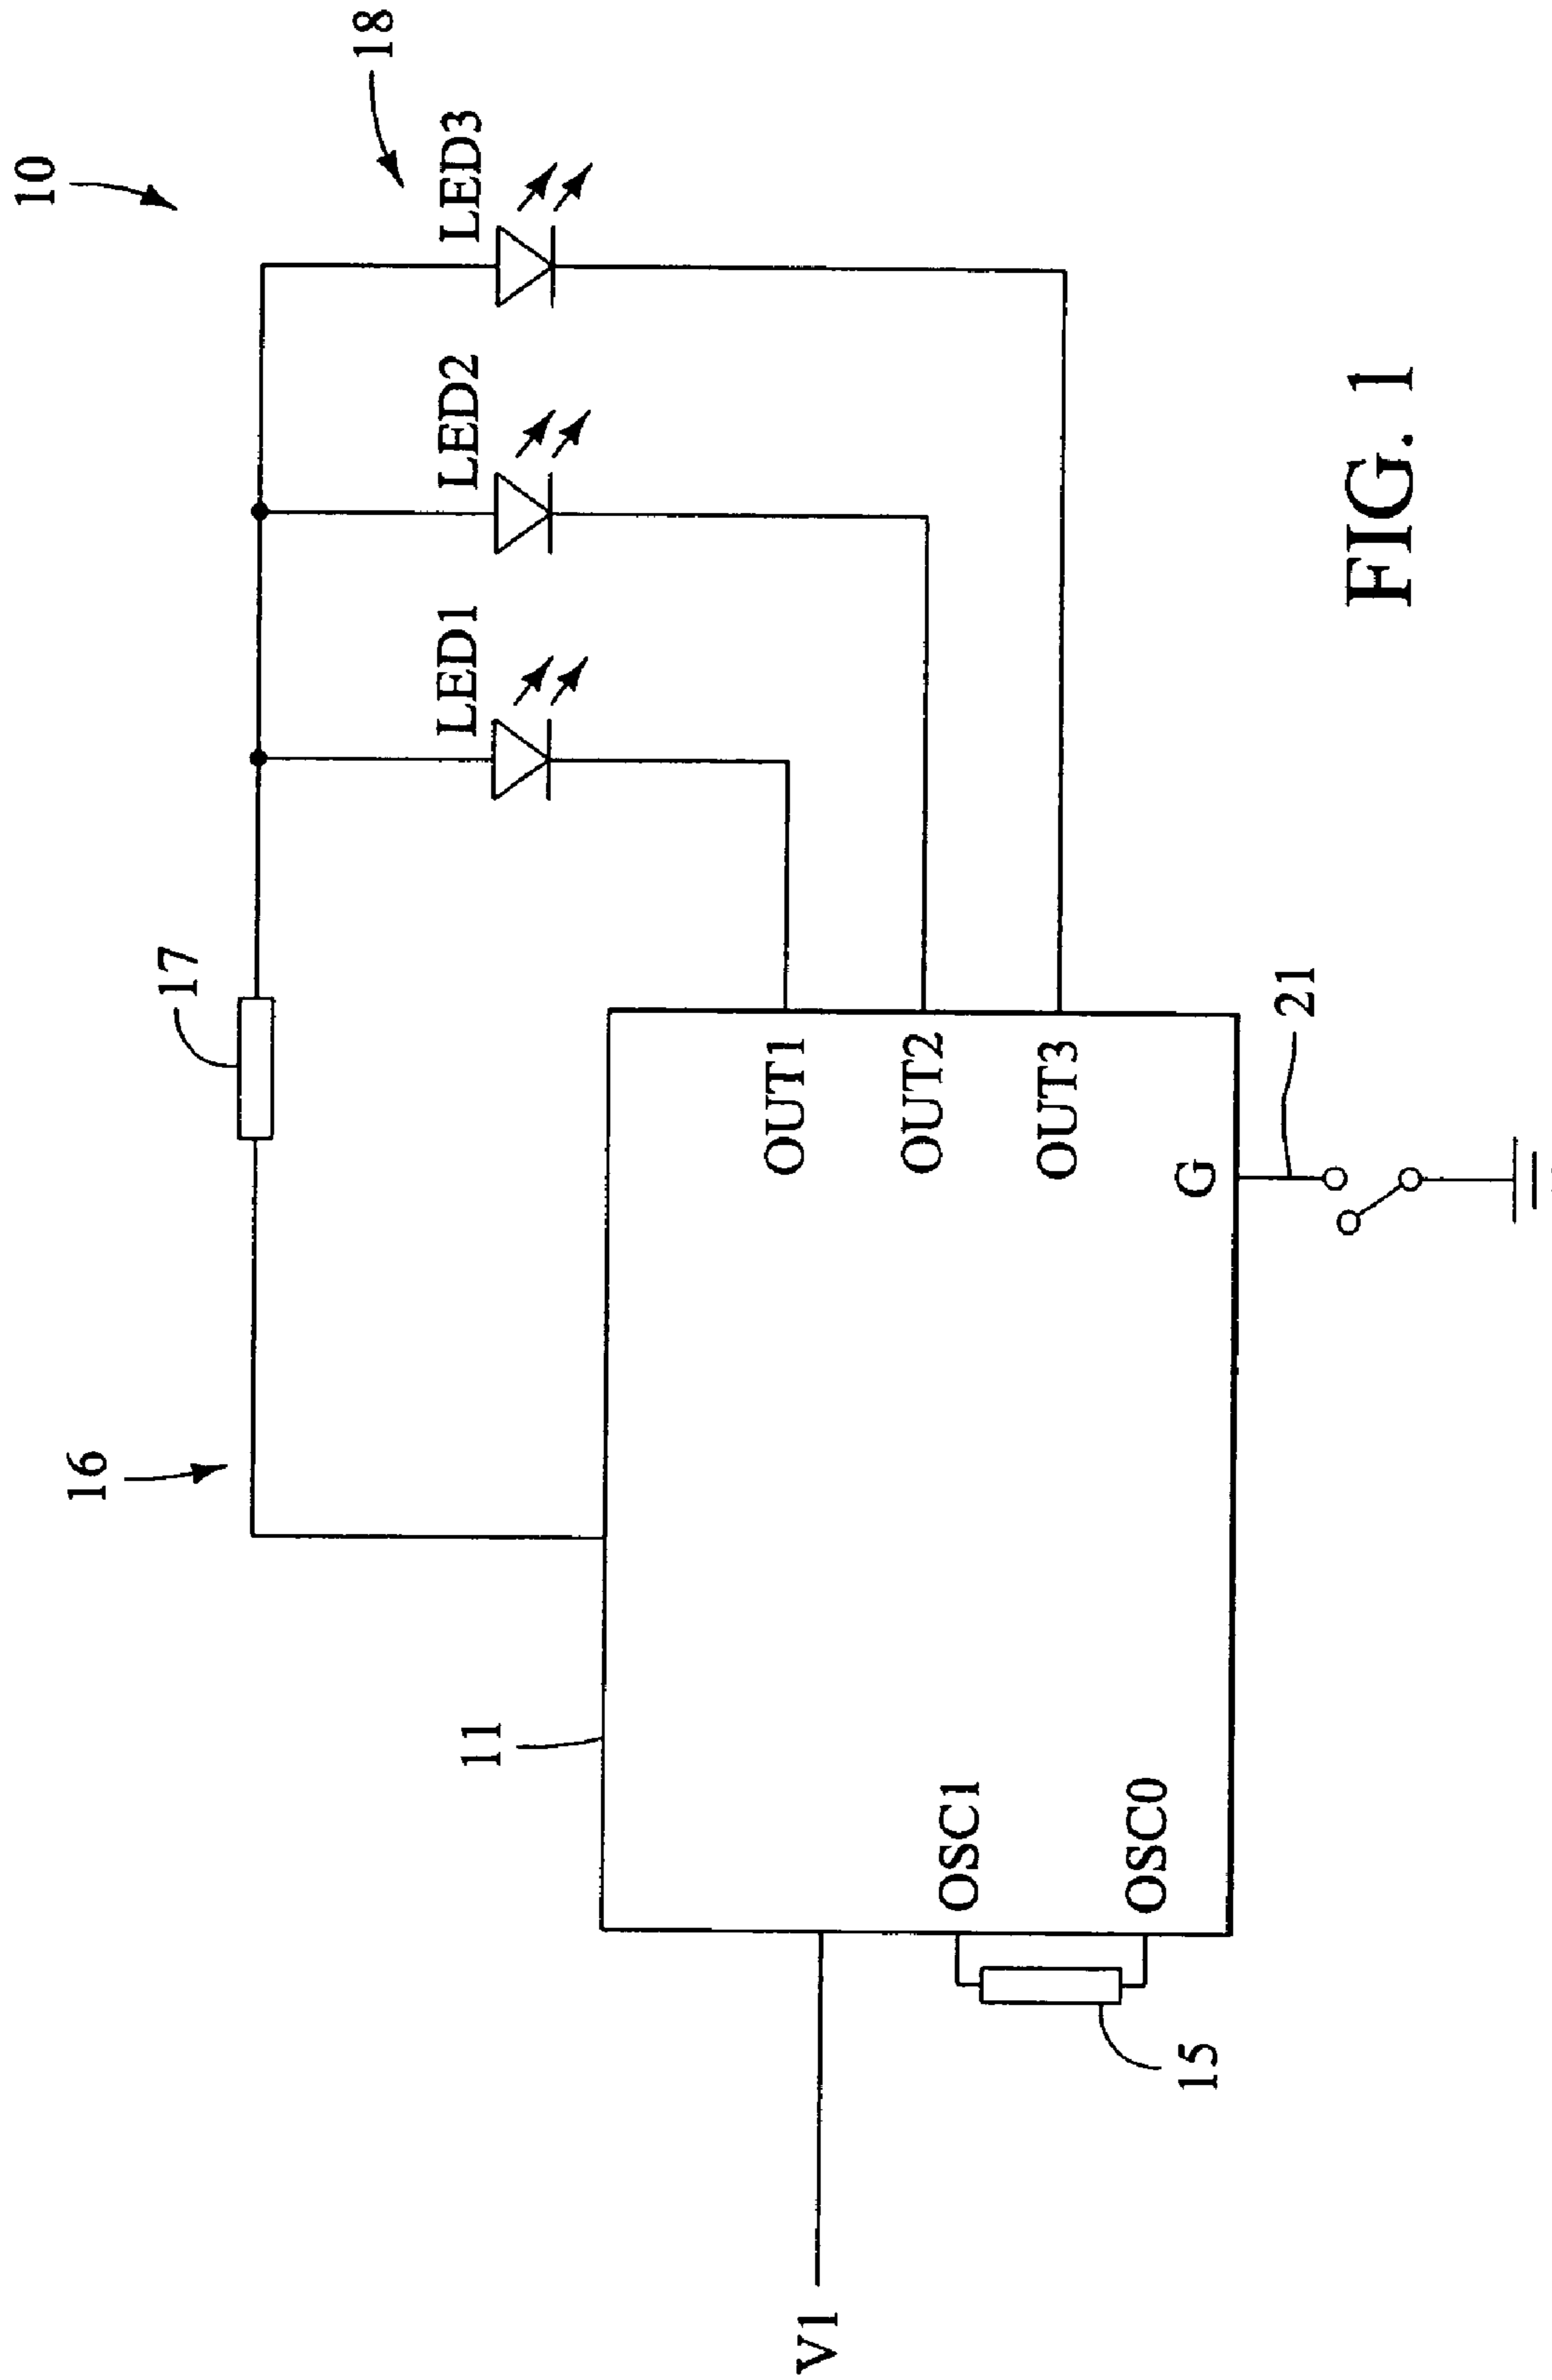 10
18
17
16
LED1
LED2
LED3
11
V1
OSC1
OSC0
OUT1
OUT2
OUT3
G
15
21
FIG. 1